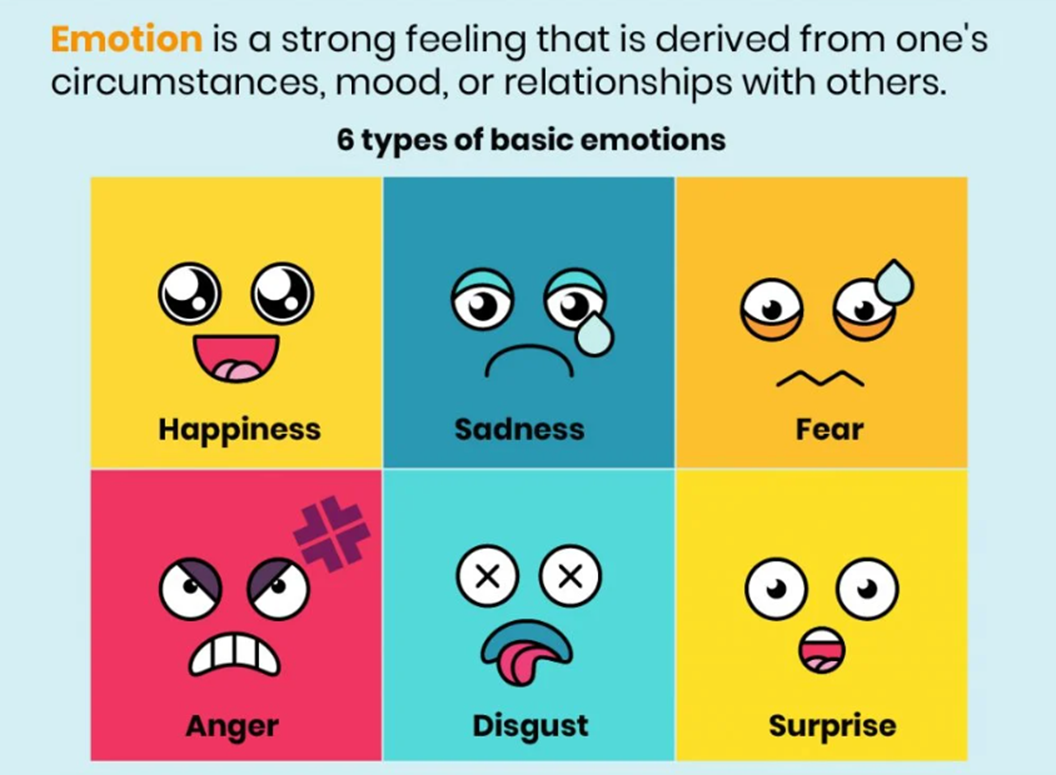 Emotion is a strong feeling that is derived from one's
circumstances, mood, or relationships with others.
6 types of basic emotions
Happiness
Sadness
Fear
Anger
Disgust
Surprise